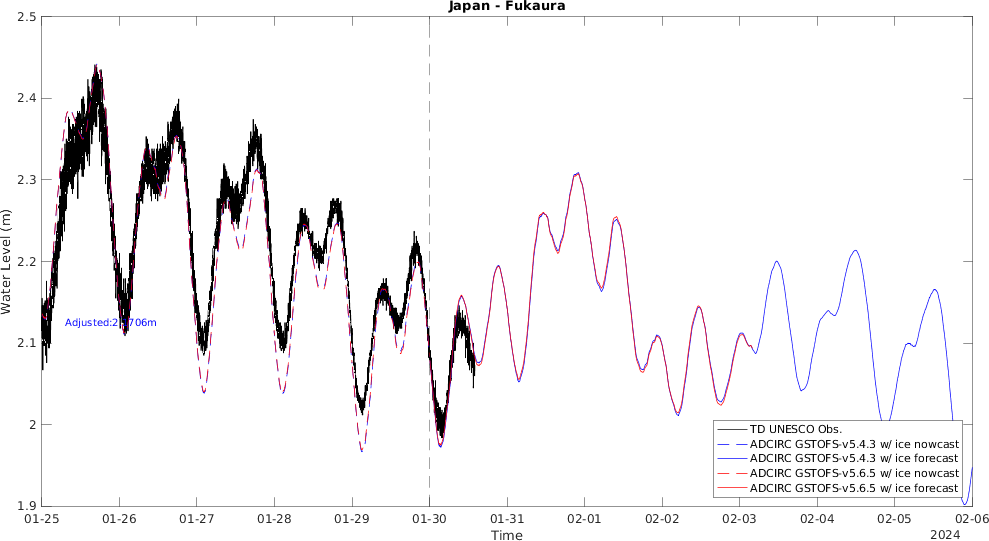 Japan - Fukaura
2.5
2.4
2.3
2.2
2.1
2
1.9
Water Level (m)
Adjusted:2. 706m
TD UNESCO Obs.
ADCIRC GSTOFS-v5.4.3 w/ ice nowcast
ADCIRC GSTOFS-v5.4.3 w/ ice forecast
ADCIRC GSTOFS-v5.6.5 w/ ice nowcast
ADCIRC GSTOFS-v5.6.5 w/ ice forecast
01-25 01-26 01-27 01-28 01-29 01-30 01-31 02-01 02-02 02-03 02-04 02-05 02-06
Time
2024